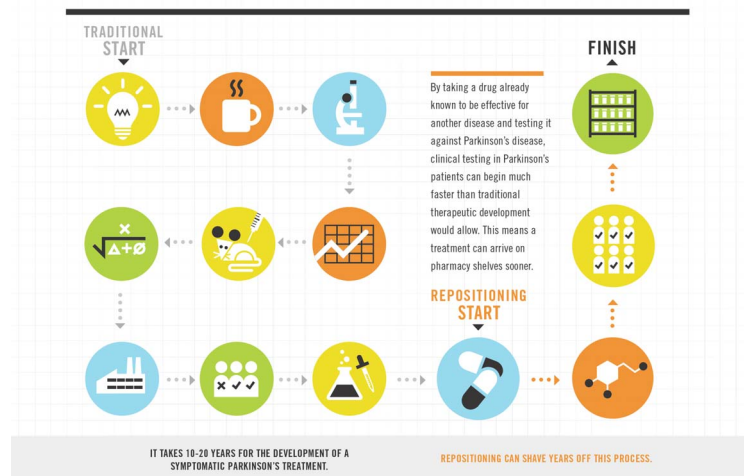 TRADITIONAL
START
FINISH
By taking a drug already
known to be effective for
another disease and testing it
against Parkinson's disease,
clinical testing in Parkinson's
patients can begin much
faster than traditional
therapeutic development
would allow. This means a
treatment can arrive on
pharmacy shelves sooner.
REPOSITIONING
START
x
√Δ+ø
IT TAKES 10-20 YEARS FOR THE DEVELOPMENT OF A
SYMPTOMATIC PARKINSON'S TREATMENT.
REPOSITIONING CAN SHAVE YEARS OFF THIS PROCESS.